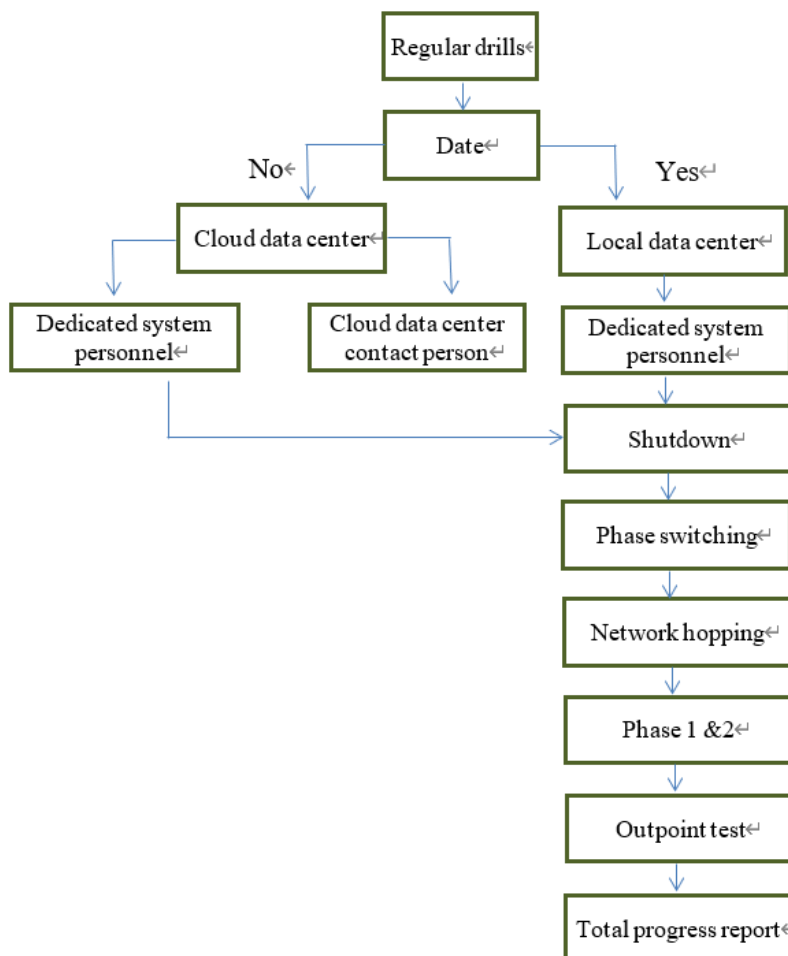 Regular drills↵
Date↵
No↵
Yes↵
Cloud data center↵
Local data center↵
Dedicated system
personnel↵
Cloud data center
contact person↵
Dedicated system
personnel↵
Shutdown↵
Phase switching↵
Network hopping↵
Phase 1 &2↵
Outpoint test↵
Total progress report↵